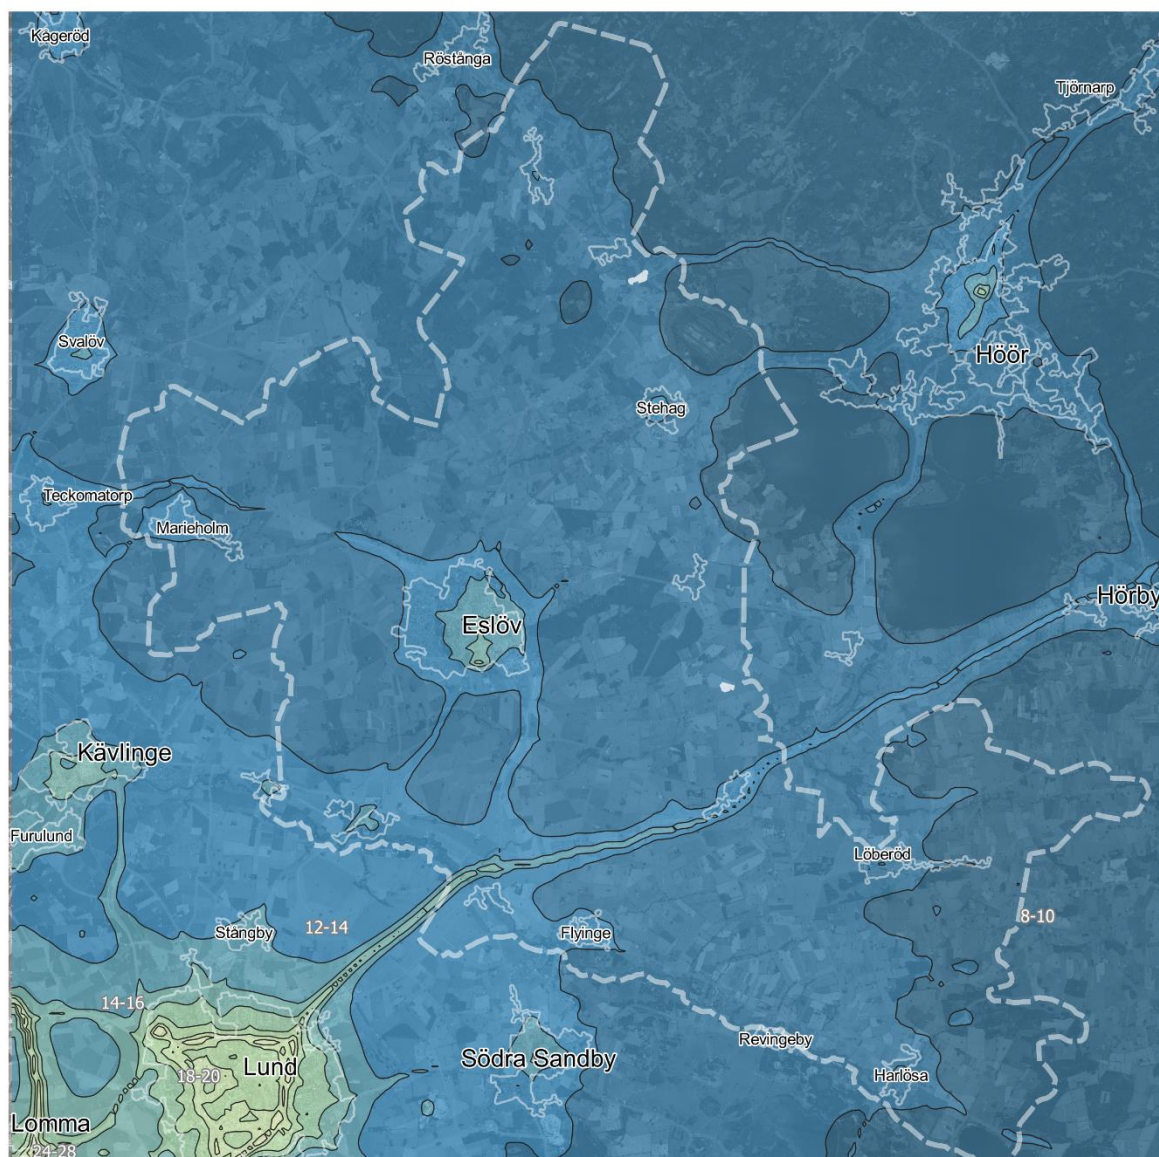 Kågeröd
Röstånga
Tjörnarp
Svalöv
Höör
Stehag
Teckomatorp
Marieholm
Hörby
Eslöv
Kävlinge
Furulund
Löberöd
8-10
12-14
Stångby
Flyinge
14-16
Revingeby
Södra Sandby
Lund
18-20
Harlösa
Lomma
24-28